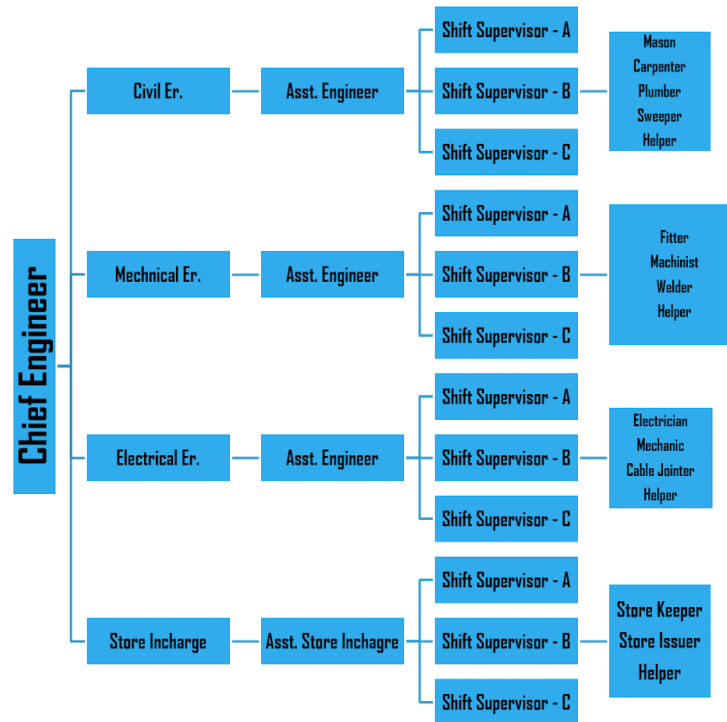 Chief Engineer
Civil Er.
Asst. Engineer
Shift Supervisor - A
Shift Supervisor - B
Shift Supervisor - C
Mason
Carpenter
Plumber
Sweeper
Helper
Mechnical Er.
Asst. Engineer
Shift Supervisor - A
Shift Supervisor - B
Shift Supervisor - C
Fitter
Machinist
Welder
Helper
Electrical Er.
Asst. Engineer
Shift Supervisor - A
Shift Supervisor - B
Shift Supervisor - C
Electrician
Mechanic
Cable Jointer
Helper
Store Incharge
Asst. Store Inchagre
Shift Supervisor - A
Shift Supervisor - B
Shift Supervisor - C
Store Keeper
Store Issuer
Helper